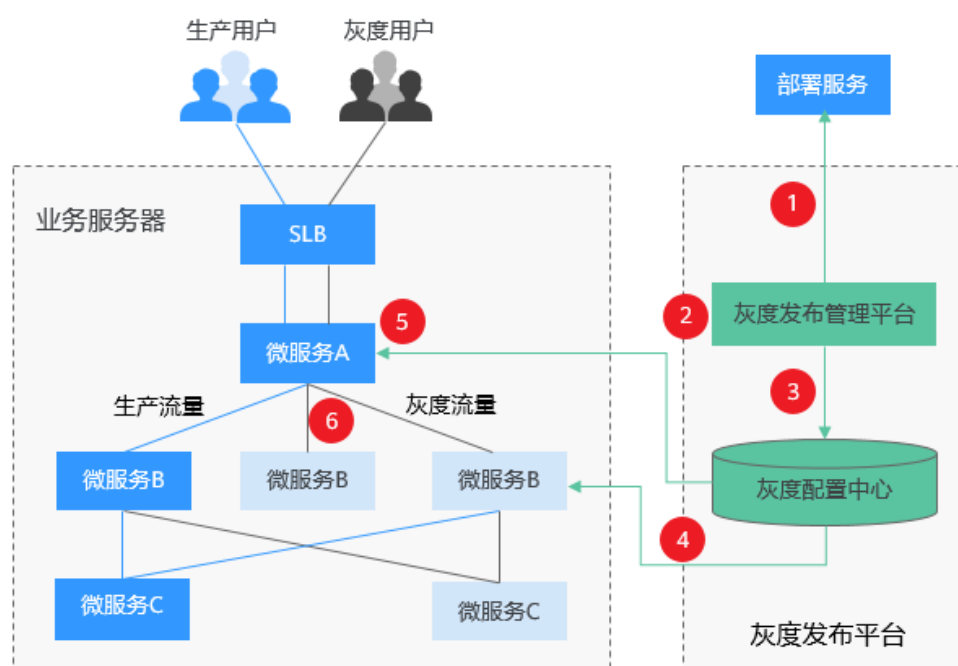 生产用户
灰度用户
部署服务
业务服务器
SLB
1
灰度发布管理平台
2
5
微服务A
3
生产流量
灰度流量
6
微服务B
微服务B
微服务B
灰度配置中心
4
微服务C
微服务C
灰度发布平台